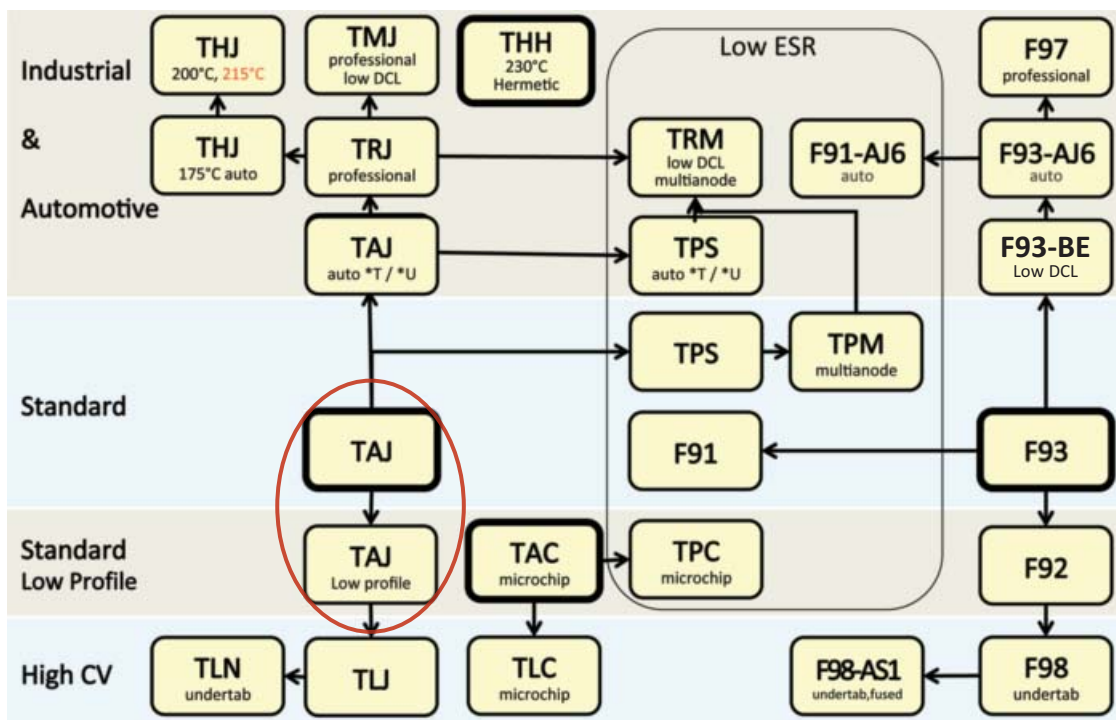 Industrial
&
Automotive
THJ
200°C, 215°C
TMJ
professional
low DCL
THH
230°C
Hermetic
Low ESR
F97
professional
THJ
175°C auto
TRJ
professional
TRM
low DCL
multianode
F91-AJ6
auto
F93-AJ6
auto
TAJ
auto *T / *U
TPS
auto *T / *U
F93-BE
Low DCL
Standard
TPS
TPM
multianode
TAJ
F91
F93
Standard
Low Profile
TAJ
Low profile
TAC
microchip
TPC
microchip
F92
High CV
TLN
undertab
TLJ
TLC
microchip
F98-AS1
undertab,fused
F98
undertab